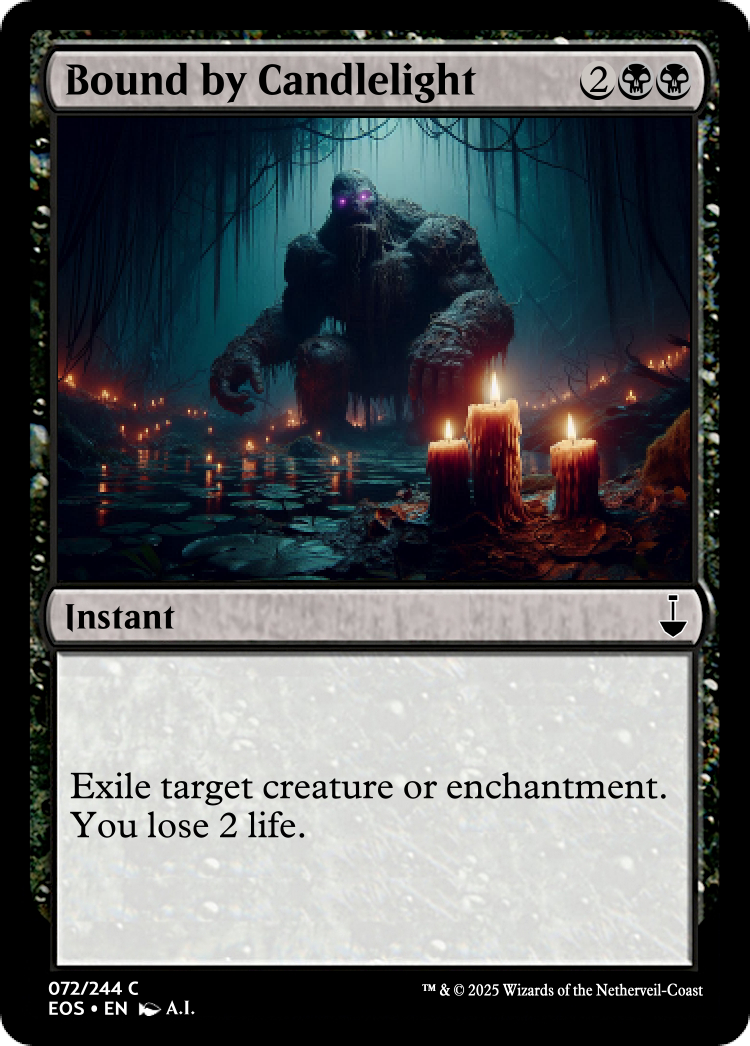 Bound by Candlelight 2
Instant
Exile target creature or enchantment.
You lose 2 life.
072/244 C
EOS • EN A.I.
™ & © 2025 Wizards of the Netherveil-Coast